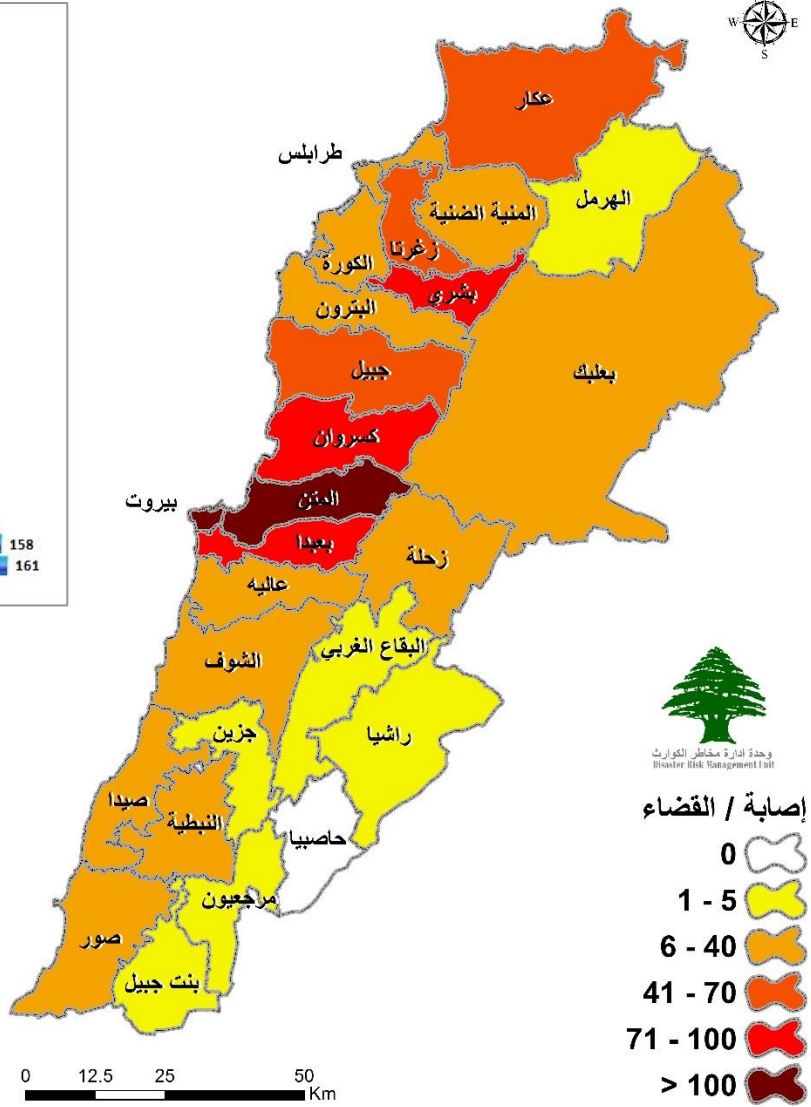 W
E
S
عكار
طرابلس
الهرمل
المنية الضنية
زغرتا
الكورة
بشري
البترون
جبيل
بعلبك
كسروان
المتن
بيروت
158
161
بعبدا
زحلة
عاليه
البقاع الغربي
الشوف
راشيا
جزين
وحدة ادارة مخاطر الكوارث
Disaster Risk Management Unit
صيدا
النبطية
حاصبيا
مرجعيون
صور
بنت جبيل
إصابة / القضاء
0
1 - 5
6 - 40
41 - 70
71 - 100
> 100
0 12.5 25 50
Km